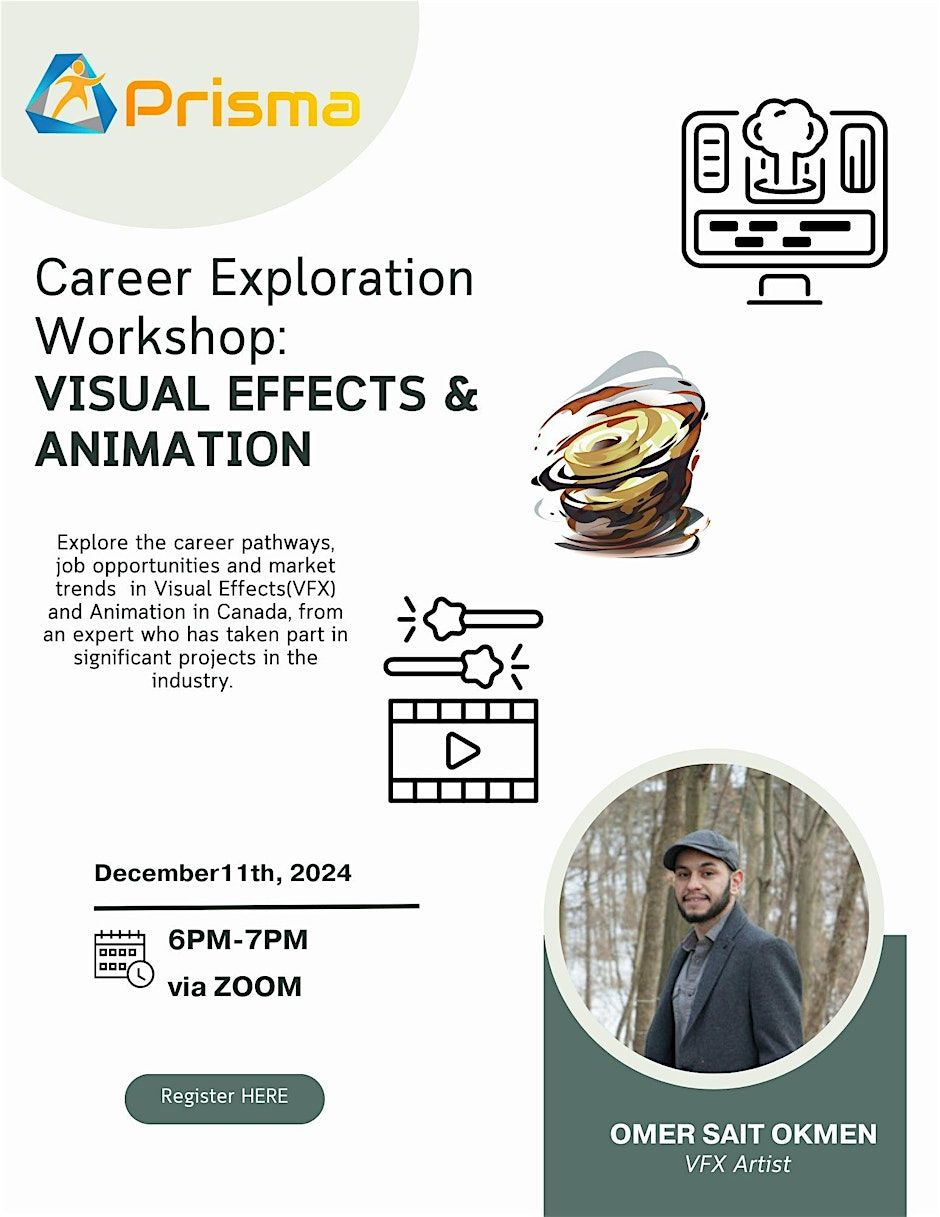 Prisma
Career Exploration
Workshop:
VISUAL EFFECTS &
ANIMATION
Explore the career pathways,
job opportunities and market
trends  in Visual Effects(VFX)
and Animation in Canada, from
an expert who has taken part in
significant projects in the
industry.
December11th, 2024
6PM-7PM
via ZOOM
Register HERE
OMER SAIT OKMEN
VFX Artist